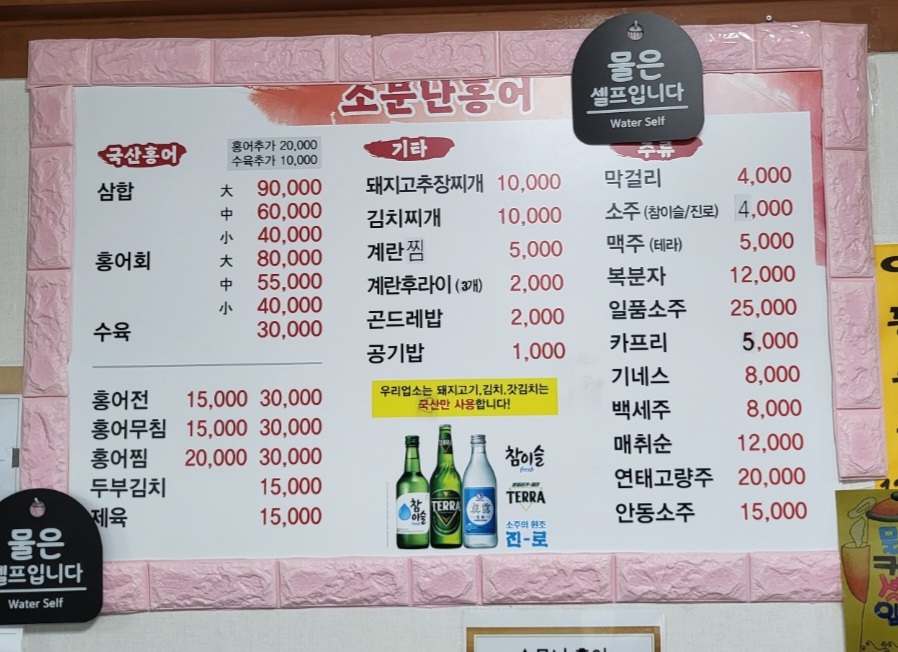 소문난홍어
물은
셀프입니다
Water Self
국산홍어
홍어추가 20,000
수육추가 10,000
삼합 大 90,000
中 60,000
小 40,000
홍어회 大 80,000
中 55,000
小 40,000
수육 30,000
홍어전 15,000 30,000
홍어무침 15,000 30,000
홍어찜 20,000 30,000
두부김치 15,000
제육 15,000
기타
돼지고추장찌개 10,000
김치찌개 10,000
계란찜 5,000
계란후라이 (3개) 2,000
곤드레밥 2,000
공기밥 1,000
우리업소는 돼지고기,김치,갓김치는
국산만 사용합니다!
참이슬
TERRA
眞露
참이슬
fresh
TERRA
소주의 원조
진-로
주류
막걸리 4,000
소주 (참이슬/진로) 4,000
맥주 (테라) 5,000
복분자 12,000
일품소주 25,000
카프리 5,000
기네스 8,000
백세주 8,000
매취순 12,000
연태고량주 20,000
안동소주 15,000
물은
셀프입니다
Water Self